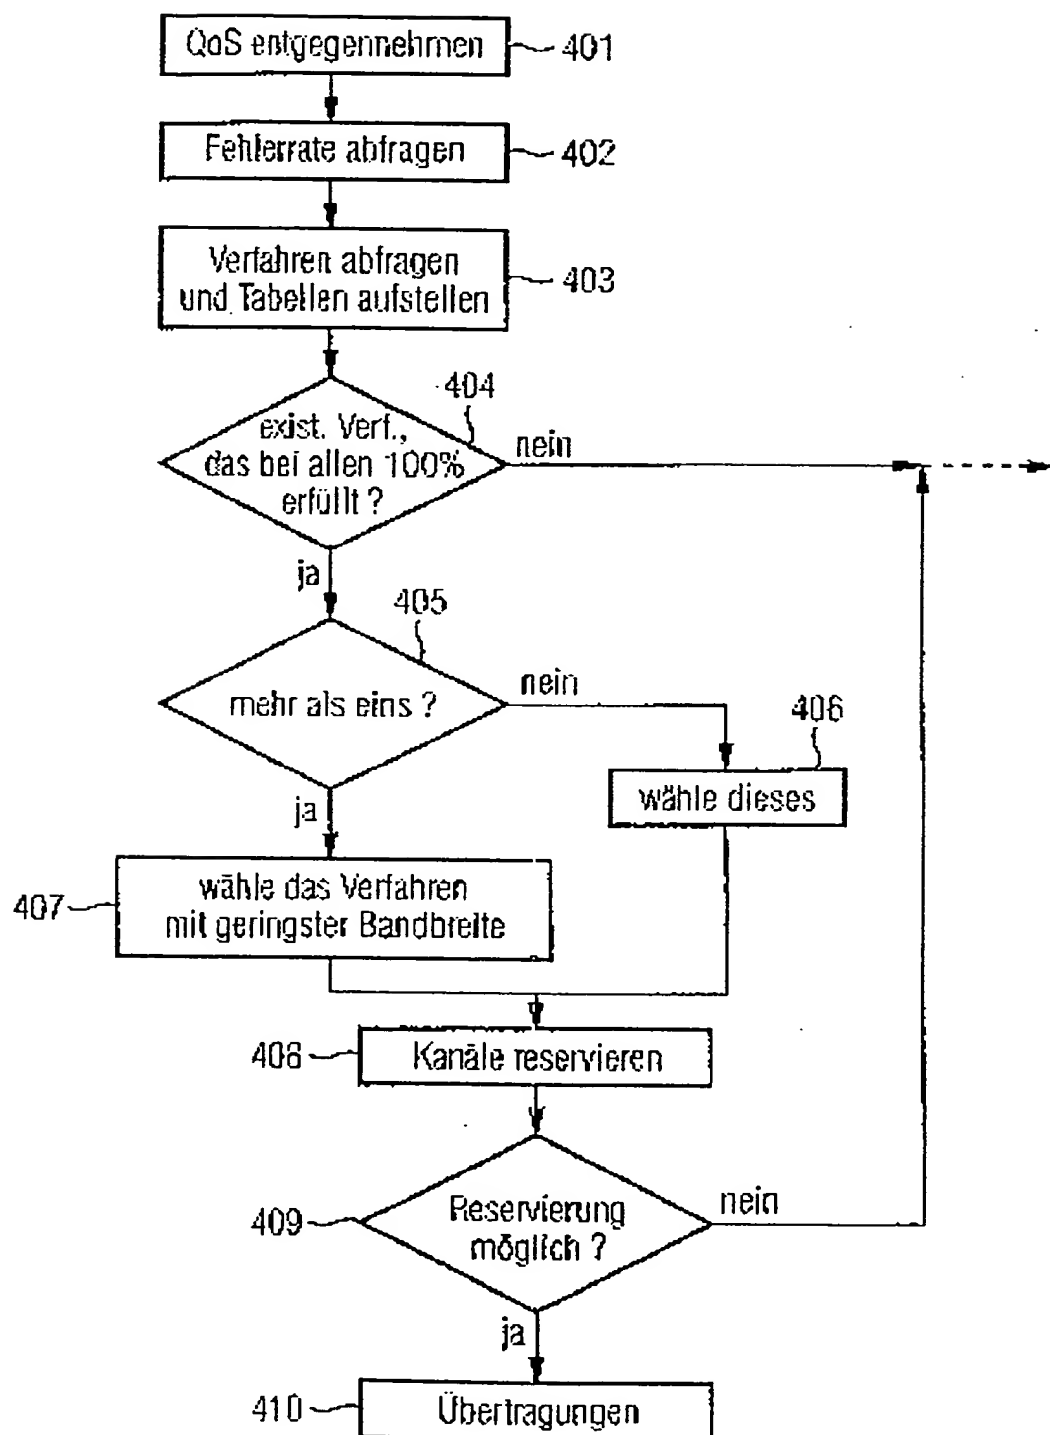 QoS entgegennehmen
401
Fehlerrate abfragen
402
Verfahren abfragen
und Tabellen aufstellen
403
404
exist. Verf.,
das bei allen 100%
erfüllt ?
nein
ja
405
mehr als eins ?
nein
406
wähle dieses
ja
407
wähle das Verfahren
mit geringster Bandbreite
408
Kanäle reservieren
409
Reservierung
möglich ?
nein
ja
410
Übertragungen